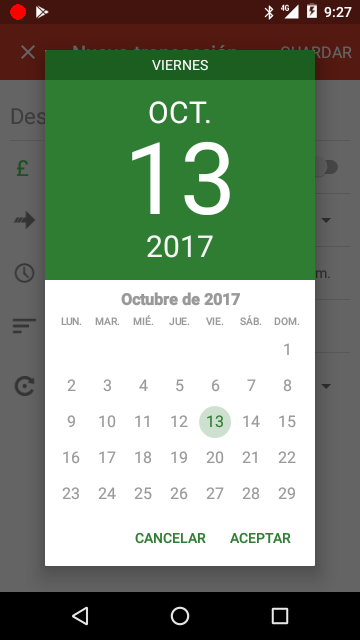 4G 9:27
Nueva transacción GUARDAR
VIERNES
OCT.
13
2017
Des
£
m.
Octubre de 2017
LUN. MAR. MIÉ. JUE. VIE. SÁB. DOM.
1
2 3 4 5 6 7 8
9 10 11 12 13 14 15
16 17 18 19 20 21 22
23 24 25 26 27 28 29
CANCELAR ACEPTAR